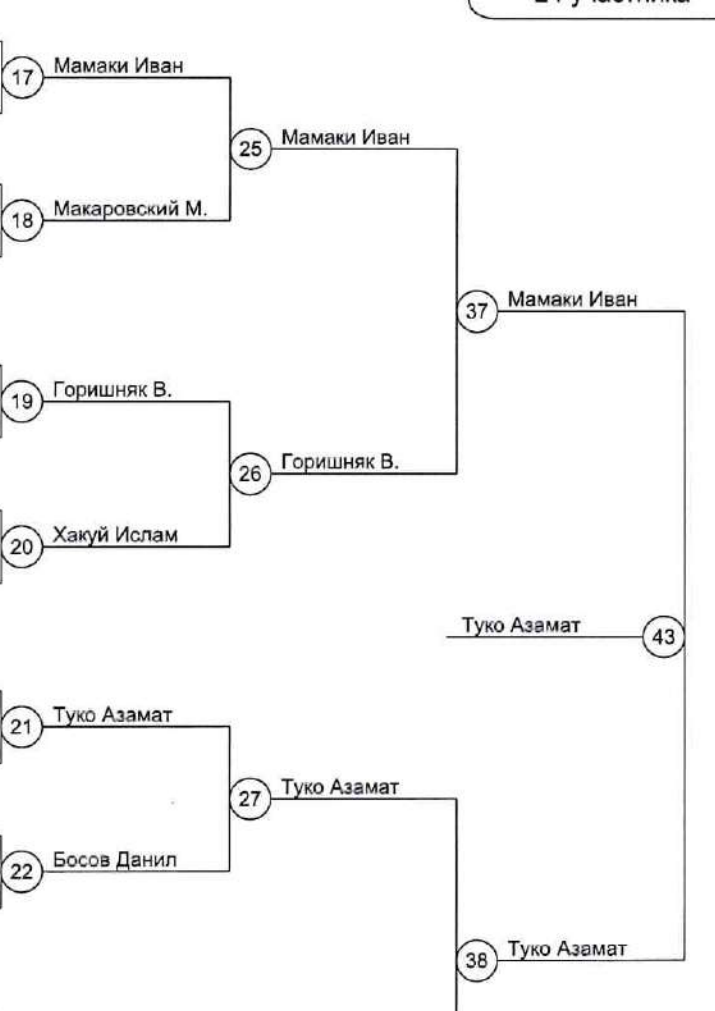 17 Мамаки Иван
25 Мамаки Иван
18 Макаровский М.
37 Мамаки Иван
19 Горишняк В.
26 Горишняк В.
20 Хакуй Ислам
Туко Азамат 43
21 Туко Азамат
27 Туко Азамат
22 Босов Данил
38 Туко Азамат